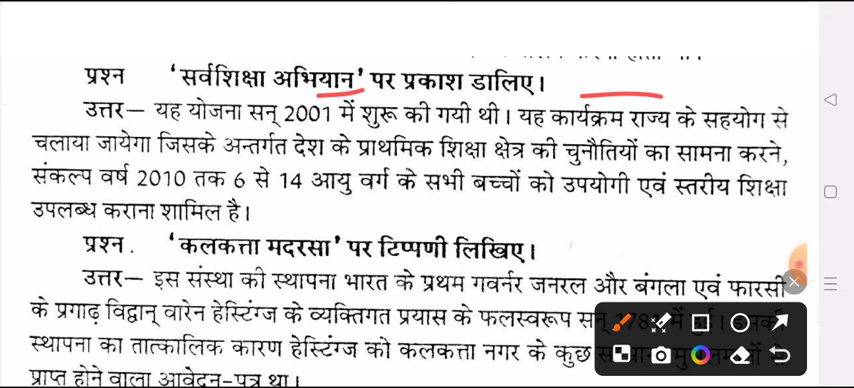 प्रश्न 'सर्वशिक्षा अभियान' पर प्रकाश डालिए।
उत्तर— यह योजना सन् 2001 में शुरू की गयी थी। यह कार्यक्रम राज्य के सहयोग से
चलाया जायेगा जिसके अन्तर्गत देश के प्राथमिक शिक्षा क्षेत्र की चुनौतियों का सामना करने,
संकल्प वर्ष 2010 तक 6 से 14 आयु वर्ग के सभी बच्चों को उपयोगी एवं स्तरीय शिक्षा
उपलब्ध कराना शामिल है।
प्रश्न. 'कलकत्ता मदरसा' पर टिप्पणी लिखिए।
उत्तर— इस संस्था की स्थापना भारत के प्रथम गवर्नर जनरल और बंगला एवं फारसी
के प्रगाढ़ विद्वान् वारेन हेस्टिंग्ज के व्यक्तिगत प्रयास के फलस्वरूप सन्
स्थापना का तात्कालिक कारण हेस्टिंग्ज को कलकत्ता नगर के कुछ
प्राप्त होने वाला आवेदन-पत्र था।